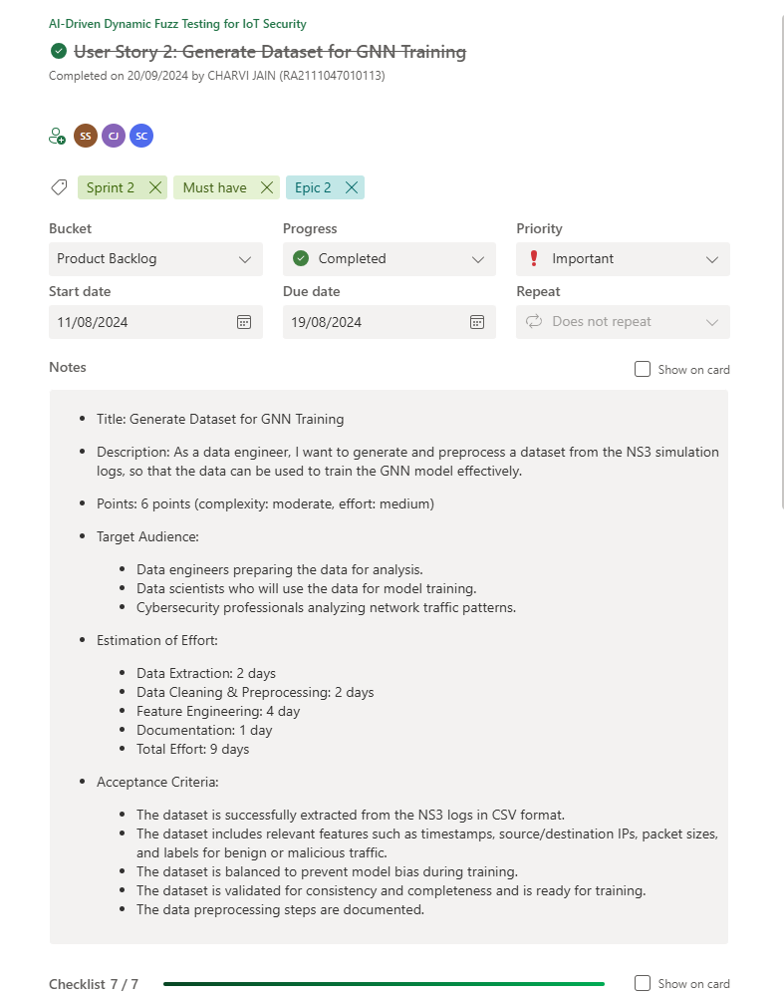 AI-Driven Dynamic Fuzz Testing for IoT Security
User Story 2: Generate Dataset for GNN Training
Completed on 20/09/2024 by CHARVI JAIN (RA2111047010113)
SS CJ SC
Sprint 2 Must have Epic 2
Bucket Progress Priority
Product Backlog Completed Important
Start date Due date Repeat
11/08/2024 19/08/2024 Does not repeat
Notes Show on card
• Title: Generate Dataset for GNN Training
• Description: As a data engineer, I want to generate and preprocess a dataset from the NS3 simulation
logs, so that the data can be used to train the GNN model effectively.
• Points: 6 points (complexity: moderate, effort: medium)
• Target Audience:
• Data engineers preparing the data for analysis.
• Data scientists who will use the data for model training.
• Cybersecurity professionals analyzing network traffic patterns.
• Estimation of Effort:
• Data Extraction: 2 days
• Data Cleaning & Preprocessing: 2 days
• Feature Engineering: 4 day
• Documentation: 1 day
• Total Effort: 9 days
• Acceptance Criteria:
• The dataset is successfully extracted from the NS3 logs in CSV format.
• The dataset includes relevant features such as timestamps, source/destination IPs, packet sizes,
and labels for benign or malicious traffic.
• The dataset is balanced to prevent model bias during training.
• The dataset is validated for consistency and completeness and is ready for training.
• The data preprocessing steps are documented.
Checklist 7 / 7 Show on card